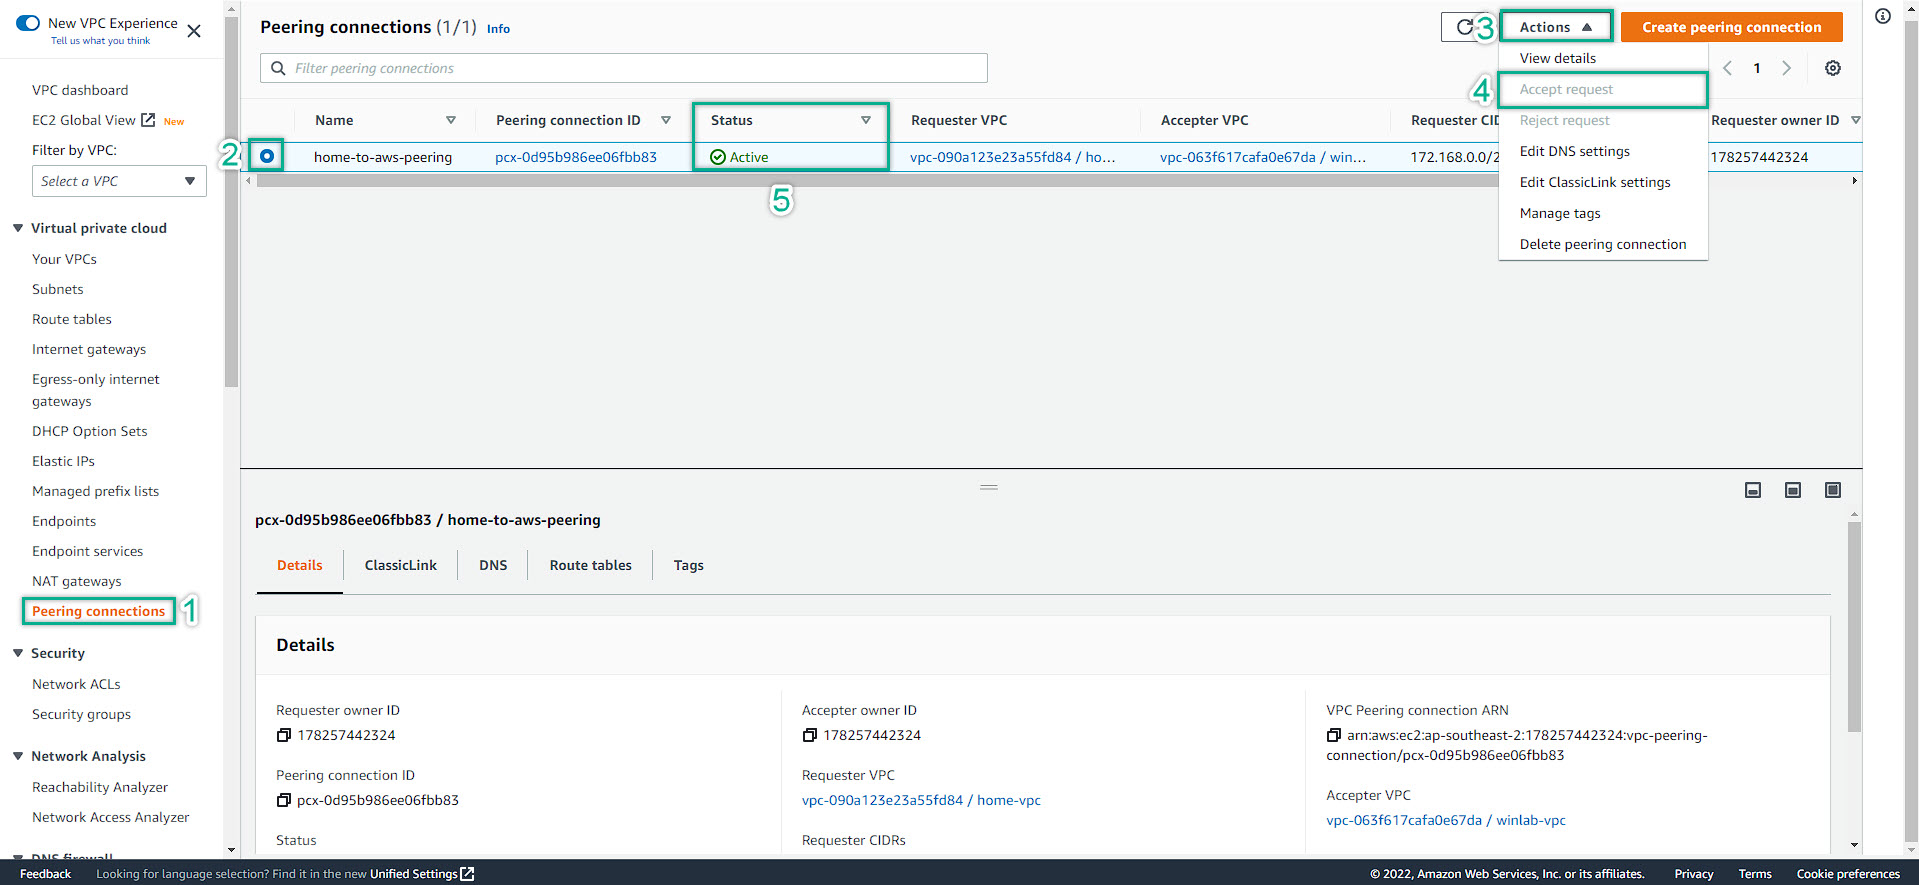 New VPC Experience
Tell us what you think
VPC dashboard
EC2 Global View New
Filter by VPC:
Select a VPC
Virtual private cloud
Your VPCs
Subnets
Route tables
Internet gateways
Egress-only internet
gateways
DHCP Option Sets
Elastic IPs
Managed prefix lists
Endpoints
Endpoint services
NAT gateways
Peering connections 1
Security
Network ACLs
Security groups
Network Analysis
Reachability Analyzer
Network Access Analyzer
DNS firewall
Peering connections (1/1) Info
3 Actions Create peering connection
Filter peering connections
1
View details
4 Accept request
Reject request
Edit DNS settings
Edit ClassicLink settings
Manage tags
Delete peering connection
Name Peering connection ID Status Requester VPC Accepter VPC Requester CID Requester owner ID
2 home-to-aws-peering pcx-0d95b986ee06fbb83 Active vpc-090a123e23a55fd84 / ho... vpc-063f617cafa0e67da / win... 172.168.0.0/2 178257442324
5
pcx-0d95b986ee06fbb83 / home-to-aws-peering
Details ClassicLink DNS Route tables Tags
Details
Requester owner ID
178257442324
Peering connection ID
pcx-0d95b986ee06fbb83
Status
Accepter owner ID
178257442324
Requester VPC
vpc-090a123e23a55fd84 / home-vpc
Requester CIDRs
VPC Peering connection ARN
arn:aws:ec2:ap-southeast-2:178257442324:vpc-peering-
connection/pcx-0d95b986ee06fbb83
Accepter VPC
vpc-063f617cafa0e67da / winlab-vpc
Feedback Looking for language selection? Find it in the new Unified Settings © 2022, Amazon Web Services, Inc. or its affiliates. Privacy Terms Cookie preferences